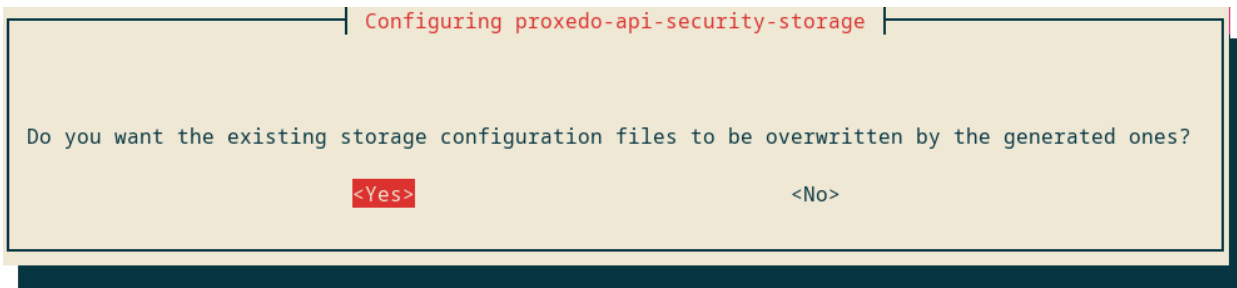 Configuring proxedo-api-security-storage
Do you want the existing storage configuration files to be overwritten by the generated ones?
<Yes> <No>